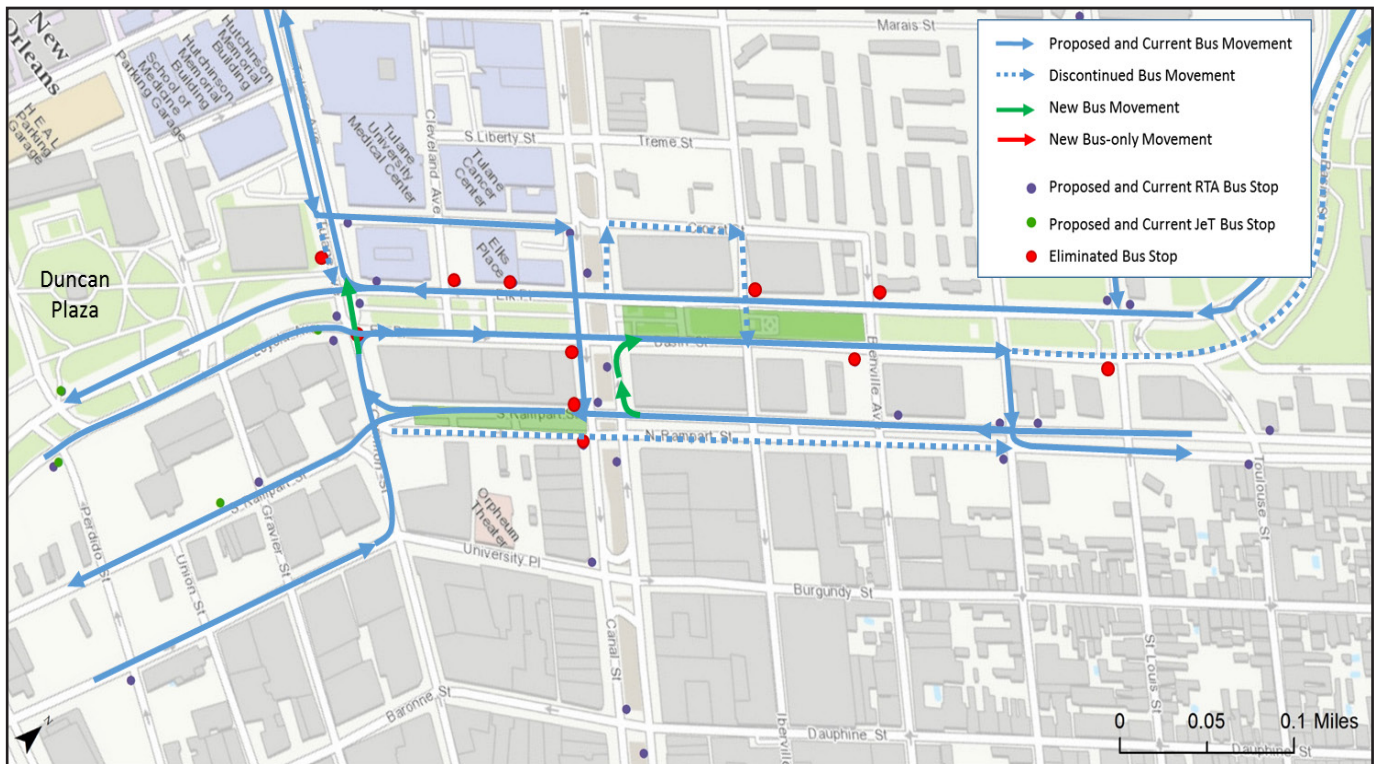 New
Orleans
HEAL
Parking
Garage
School of
Medicine
Parking Garage
Hutchinson
Memorial
Building
Hutchinson
Memorial
Building
Tulane
University
Medical Center
Cleveland Ave
Tulane
Cancer
Center
S Liberty St
Treme St
Marais St
Proposed and Current Bus Movement
Discontinued Bus Movement
New Bus Movement
New Bus-only Movement
Proposed and Current RTA Bus Stop
Proposed and Current JeT Bus Stop
Eliminated Bus Stop
Elks
Place
Duncan
Plaza
Elk Pl
Basin St
Bienville Av
S Rampart St
N Rampart St
S Rampart St
Gravier St
Perdido St
Union St
Orpheum
Theater
University Pl
Canal St
Burgundy St
Toulouse St
St Louis St
Baronne St
Iberville
Dauphine St
Dauphine St
N
0 0.05 0.1 Miles